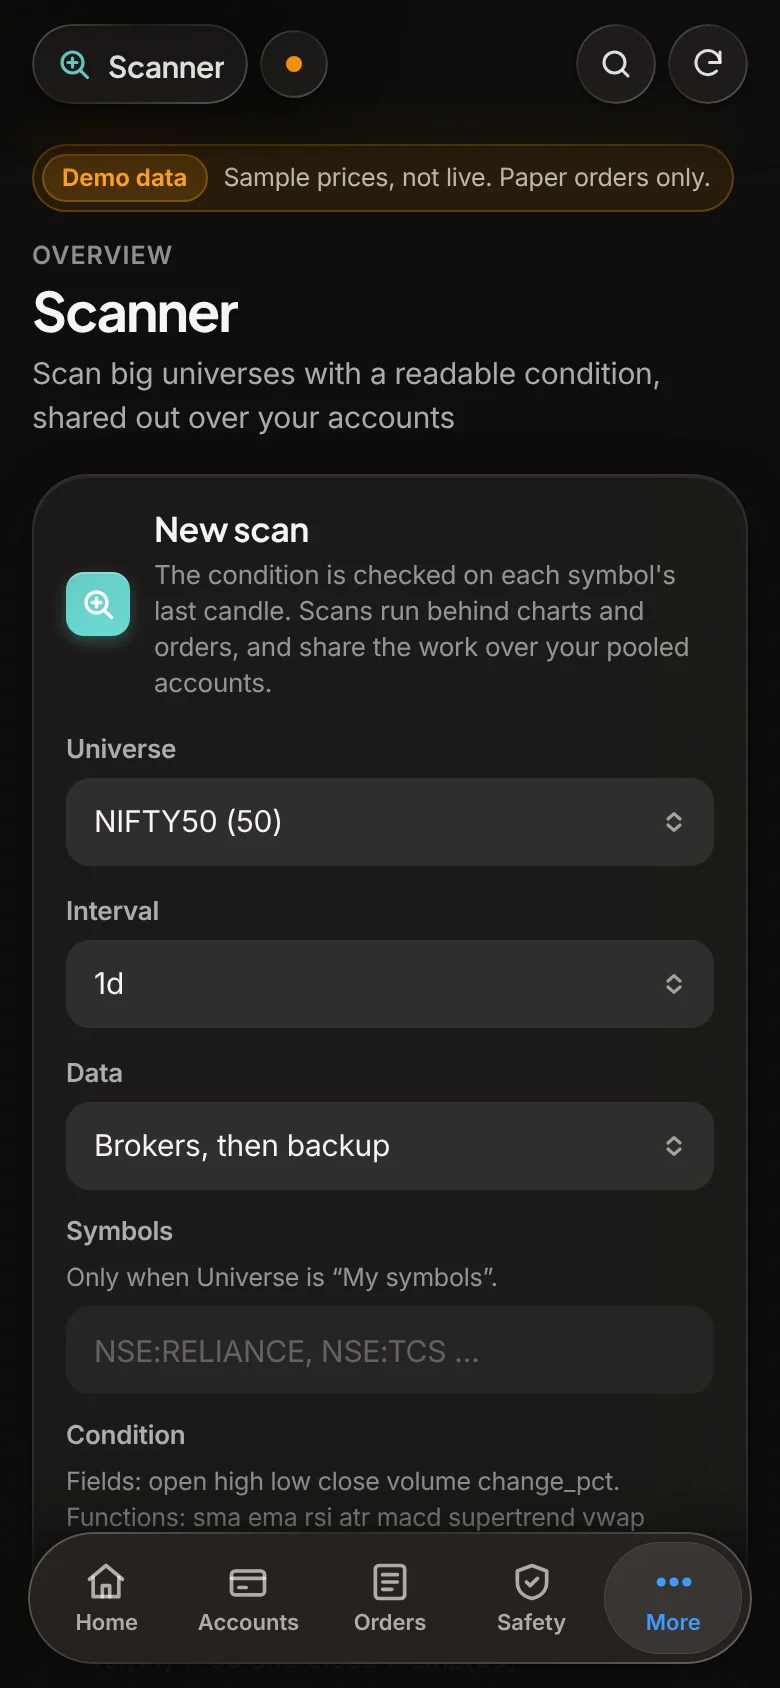 Scanner
Demo data Sample prices, not live. Paper orders only.
OVERVIEW
Scanner
Scan big universes with a readable condition,
shared out over your accounts
New scan
The condition is checked on each symbol's
last candle. Scans run behind charts and
orders, and share the work over your pooled
accounts.
Universe
NIFTY50 (50)
Interval
1d
Data
Brokers, then backup
Symbols
Only when Universe is “My symbols”.
NSE:RELIANCE, NSE:TCS ...
Condition
Fields: open high low close volume change_pct.
Functions: sma ema rsi atr macd supertrend vwap
Home Accounts Orders Safety More